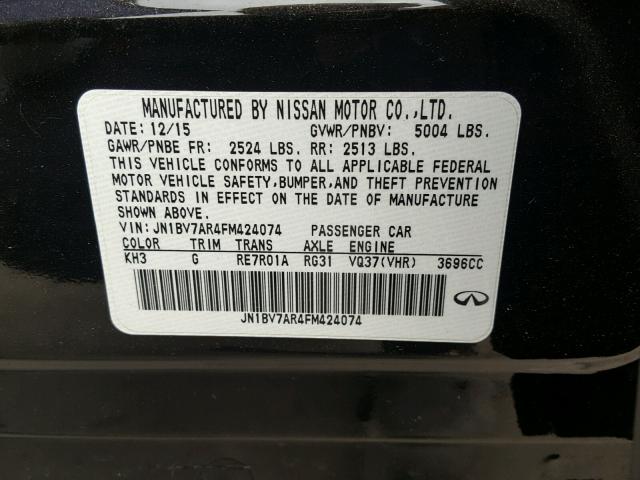 MANUFACTURED BY NISSAN MOTOR CO.,LTD.
DATE: 12/15 GVWR/PNBV: 5004 LBS.
GAWR/PNBE FR: 2524 LBS. RR: 2513 LBS.
THIS VEHICLE CONFORMS TO ALL APPLICABLE FEDERAL
MOTOR VEHICLE SAFETY,BUMPER,AND THEFT PREVENTION
STANDARDS IN EFFECT ON THE DATE OF MANUFACTURE
SHOWN ABOVE.
VIN: JN1BV7AR4FM424074 PASSENGER CAR
COLOR TRIM TRANS AXLE ENGINE
KH3 G RE7R01A RG31 VQ37(VHR) 3696CC
JN1BV7AR4FM424074